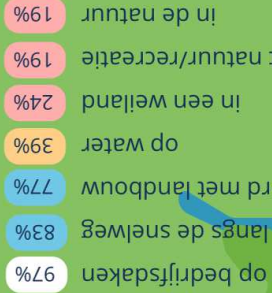 op bedrijfsdaken 97%
langs de snelweg 83%
rd met landbouw 77%
op water 39%
in een weiland 24%
t natuur/recreatie 19%
in de natuur 19%